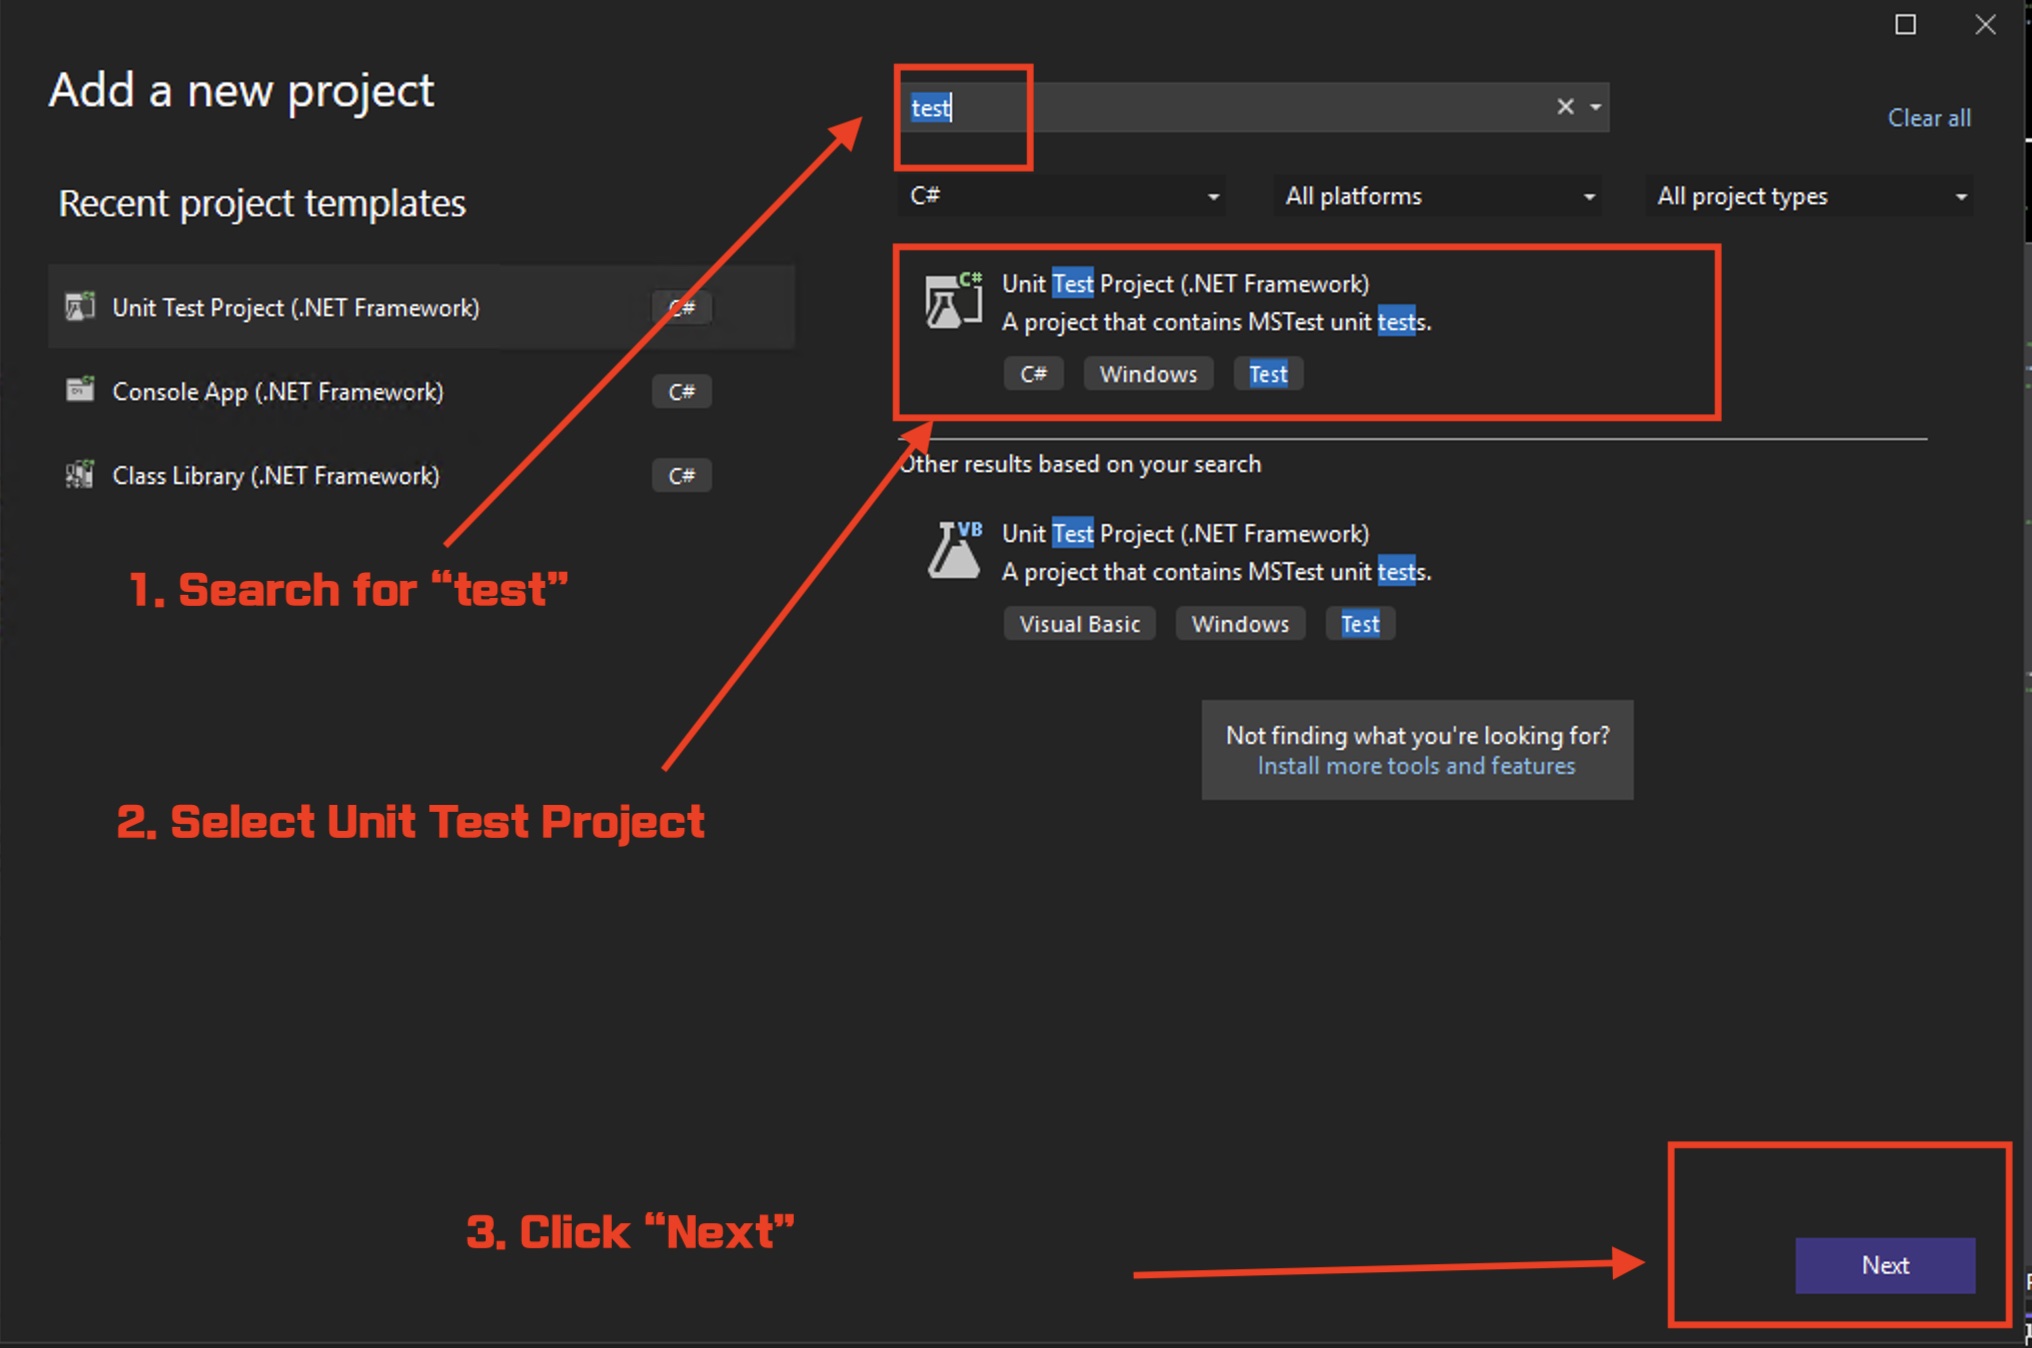 Add a new project
test
Clear all
C#
All platforms
All project types
Recent project templates
Unit Test Project (.NET Framework)
C#
Console App (.NET Framework)
C#
Class Library (.NET Framework)
C#
C#
Unit Test Project (.NET Framework)
A project that contains MSTest unit tests.
C#
Windows
Test
Other results based on your search
VB
Unit Test Project (.NET Framework)
A project that contains MSTest unit tests.
Visual Basic
Windows
Test
Not finding what you're looking for?
Install more tools and features
1. Search for “test”
2. Select Unit Test Project
3. Click “Next”
Next